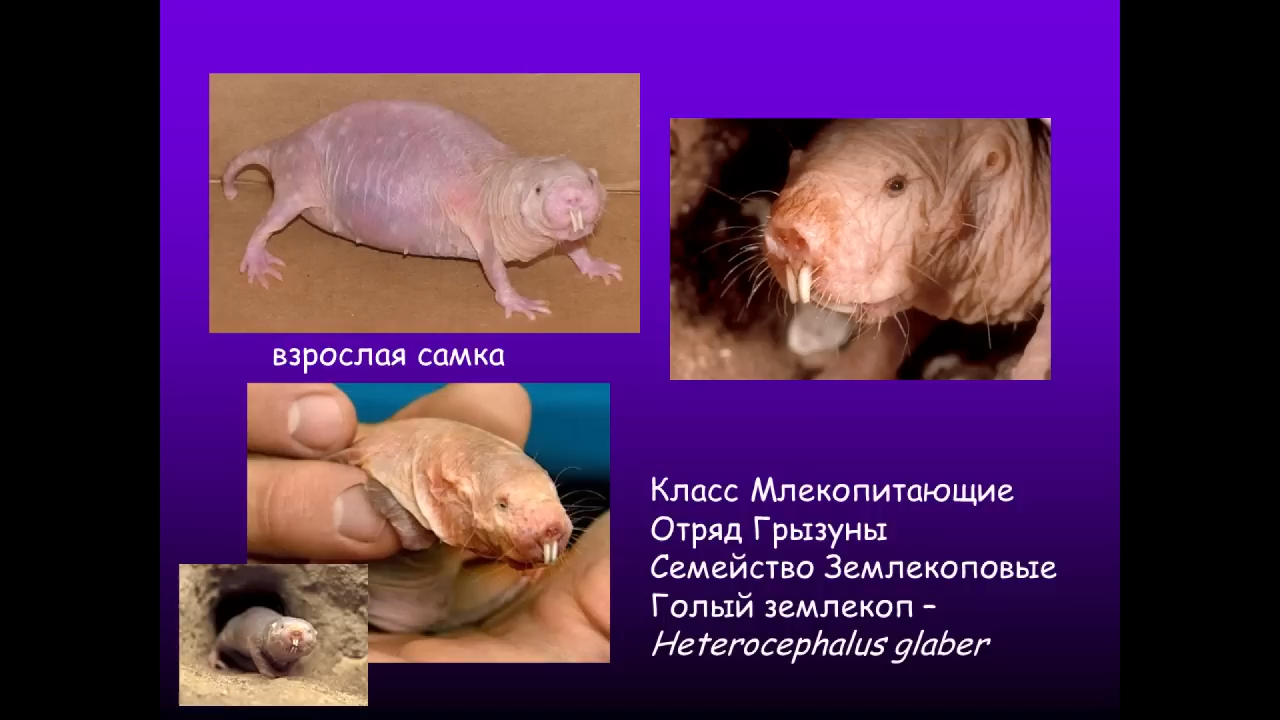 взрослая самка
Класс Млекопитающие
Отряд Грызуны
Семейство Землекоповые
Голый землекоп –
Heterocephalus glaber